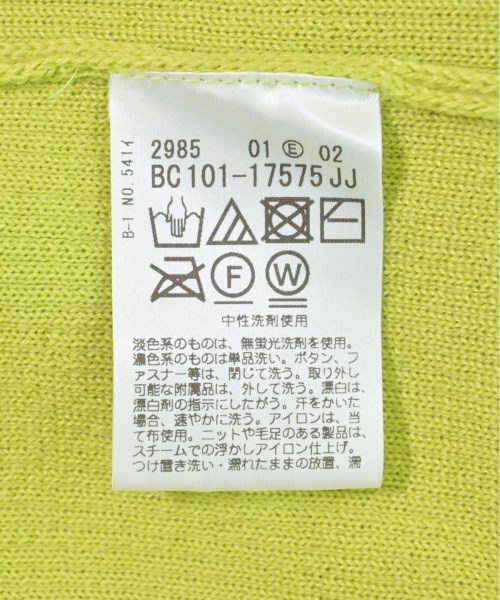 2985 01 Ⓔ 02
BC101-17575JJ
B-1 NO.541イ
F W
中性洗剤使用
淡色系のものは、無蛍光洗剤を使用。
濃色系のものは単品洗い。ボタン、フ
ァスナー等は、閉じて洗う。取り外し
可能な附属品は、外して洗う。漂白は、
漂白剤の指示にしたがう。汗をかいた
場合、速やかに洗う。アイロンは、当
て布使用。ニットや毛足のある製品は、
スチームでの浮かしアイロン仕上げ。
つけ置き洗い・濡れたままの放置、濡